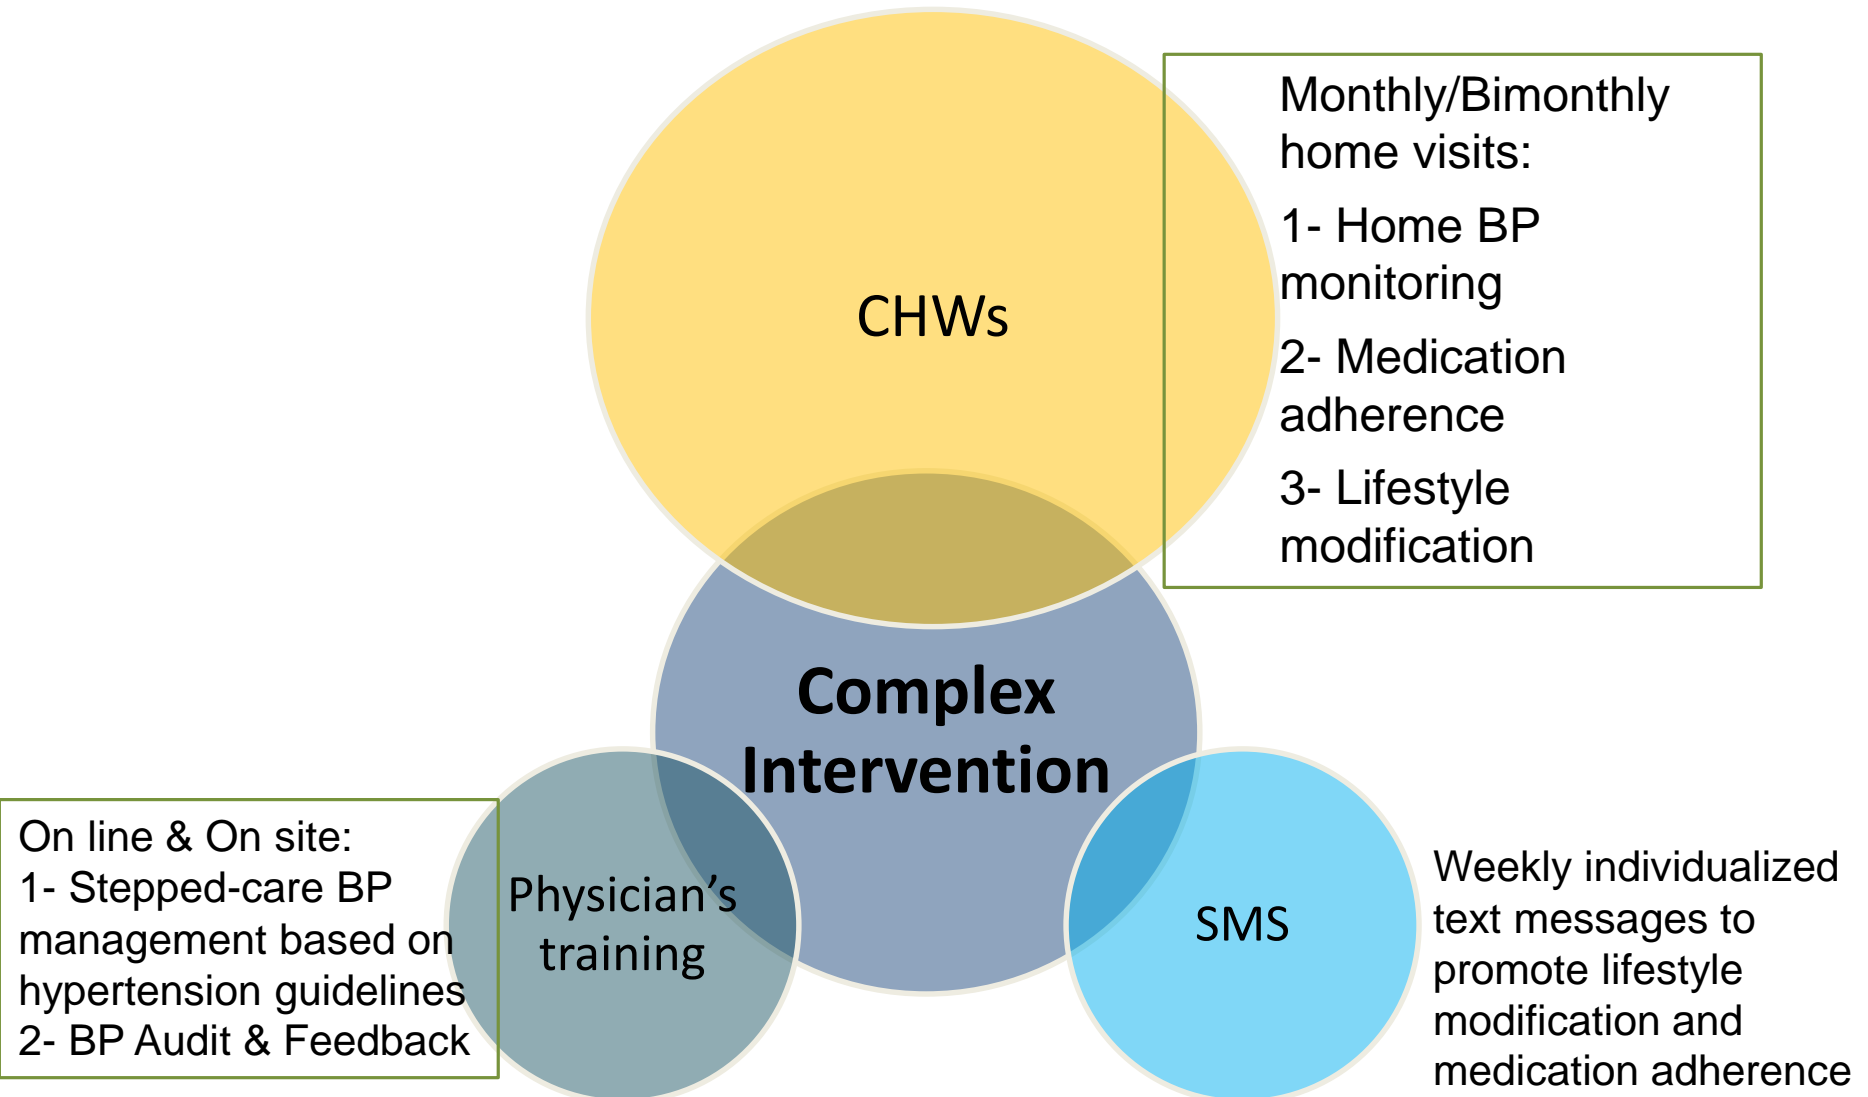 CHWs
Monthly/Bimonthly
home visits:
1- Home BP
monitoring
2- Medication
adherence
3- Lifestyle
modification
Complex
Intervention
On line & On site:
1- Stepped-care BP
management based on
hypertension guidelines
2- BP Audit & Feedback
Physician’s
training
SMS
Weekly individualized
text messages to
promote lifestyle
modification and
medication adherence